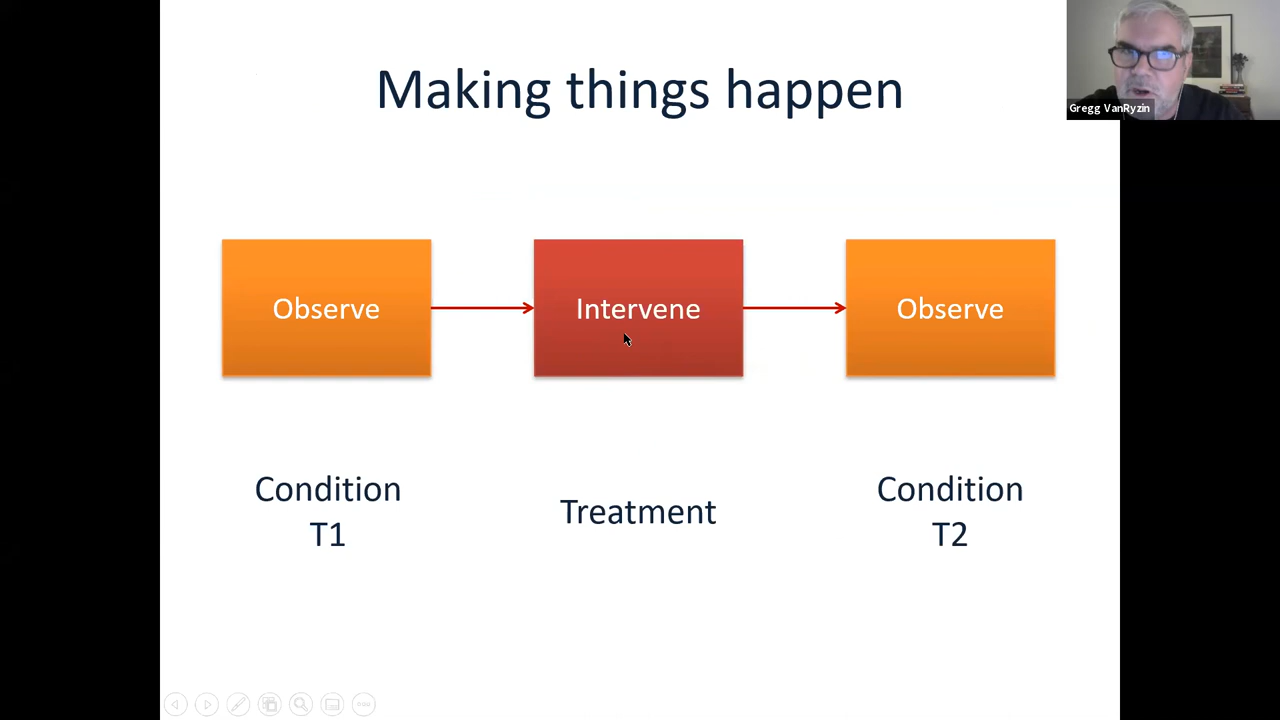 Making things happen
Gregg VanRyzin
Observe
Intervene
Observe
Condition
T1
Treatment
Condition
T2